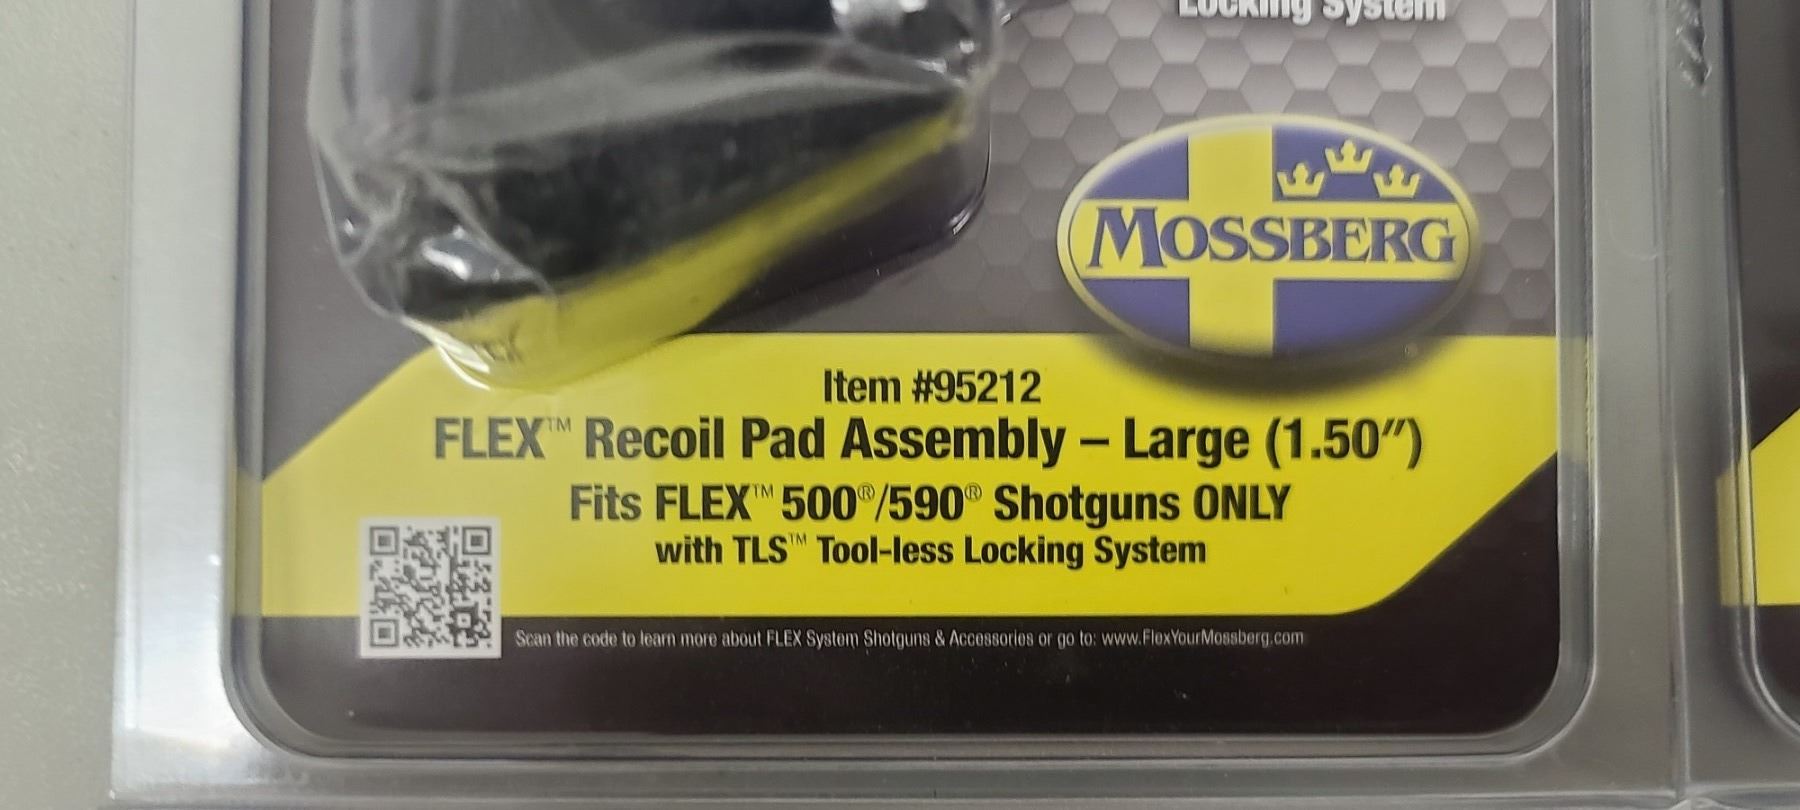 Locking System
MOSSBERG
Item #95212
FLEX™ Recoil Pad Assembly – Large (1.50″)
Fits FLEX™ 500®/590® Shotguns ONLY
with TLS™ Tool-less Locking System
Scan the code to learn more about FLEX System Shotguns & Accessories or go to: www.FlexYourMossberg.com